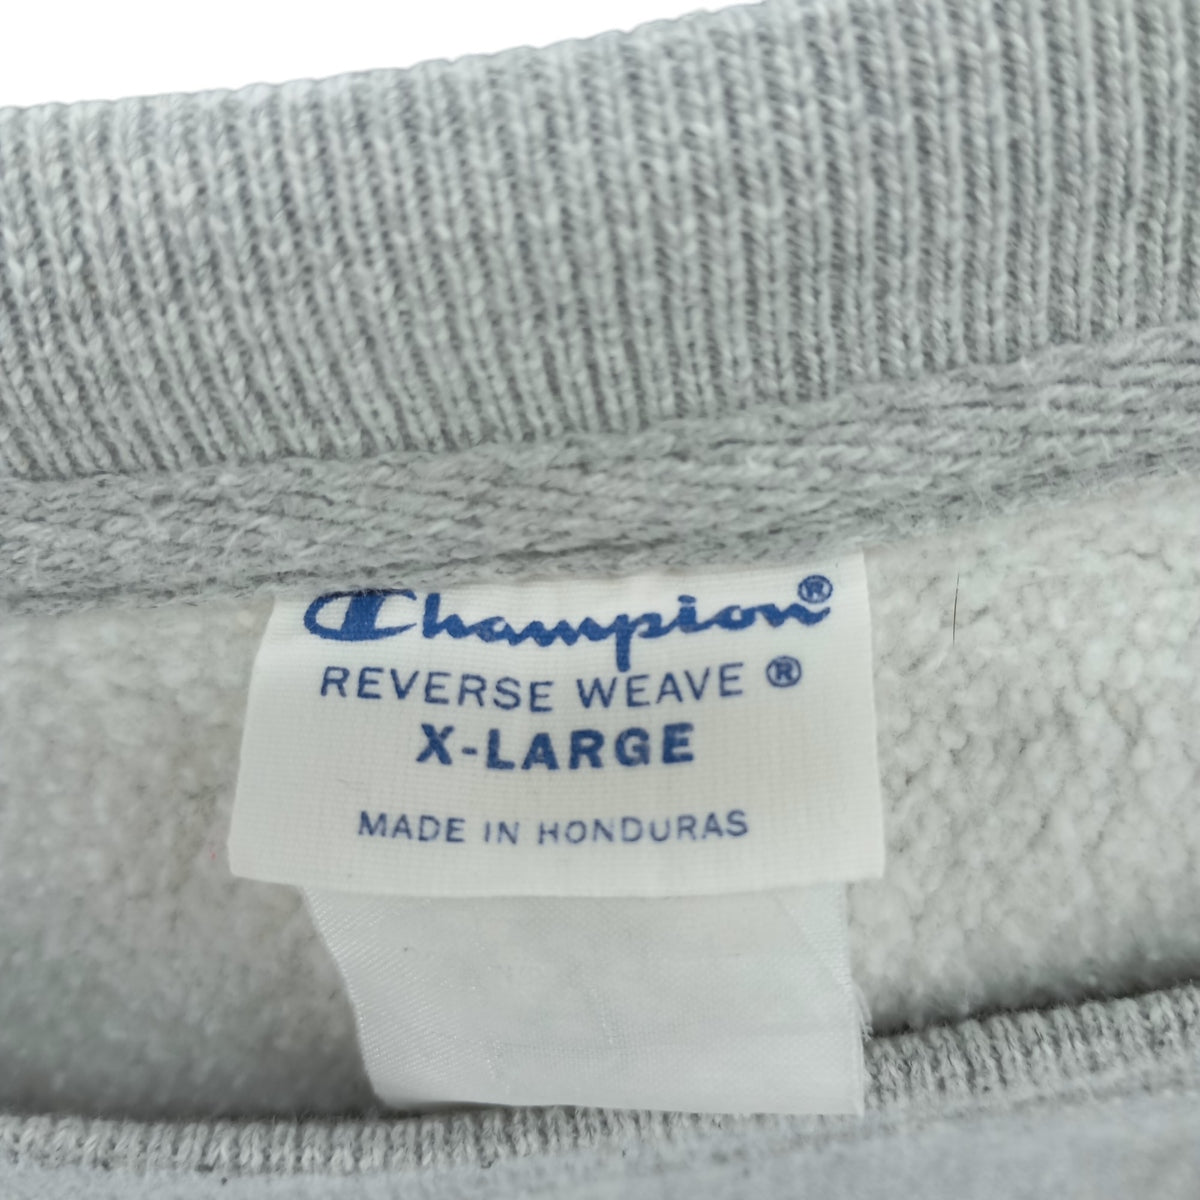 Champion®
REVERSE WEAVE ®
X-LARGE
MADE IN HONDURAS